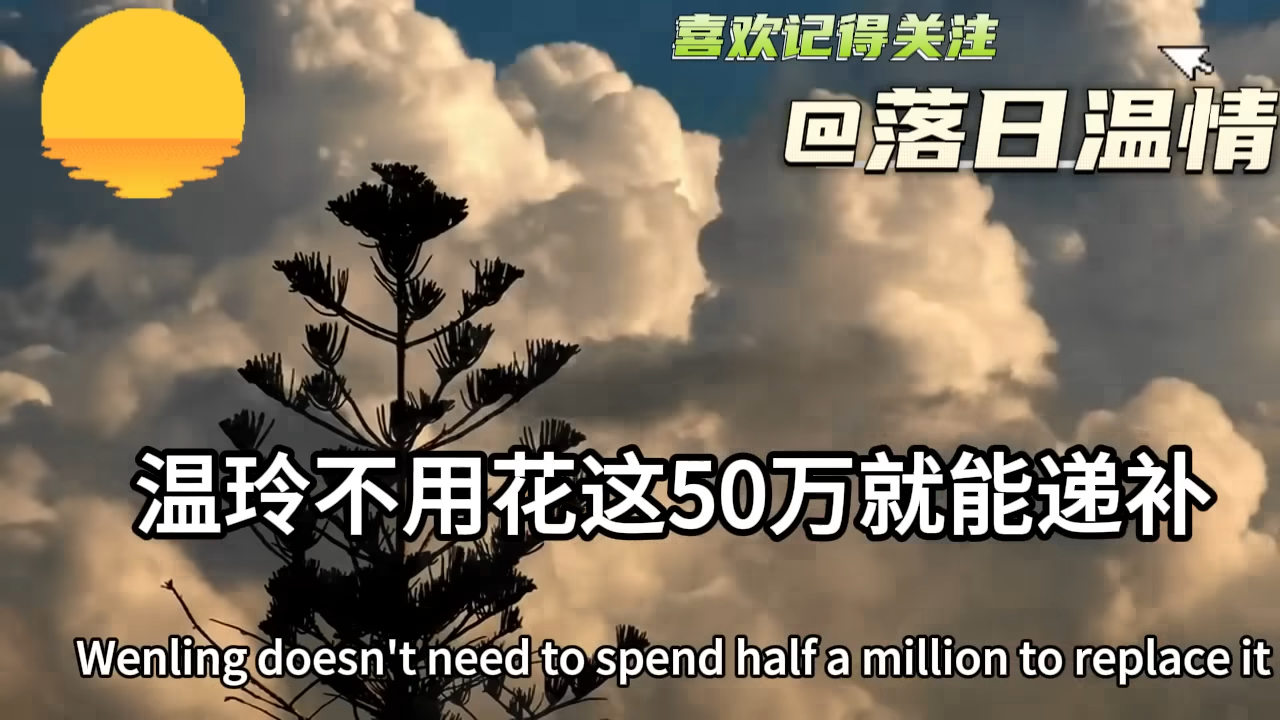 喜欢记得关注
@落日温情
温玲不用花这50万就能递补
Wenling doesn't need to spend half a million to replace it